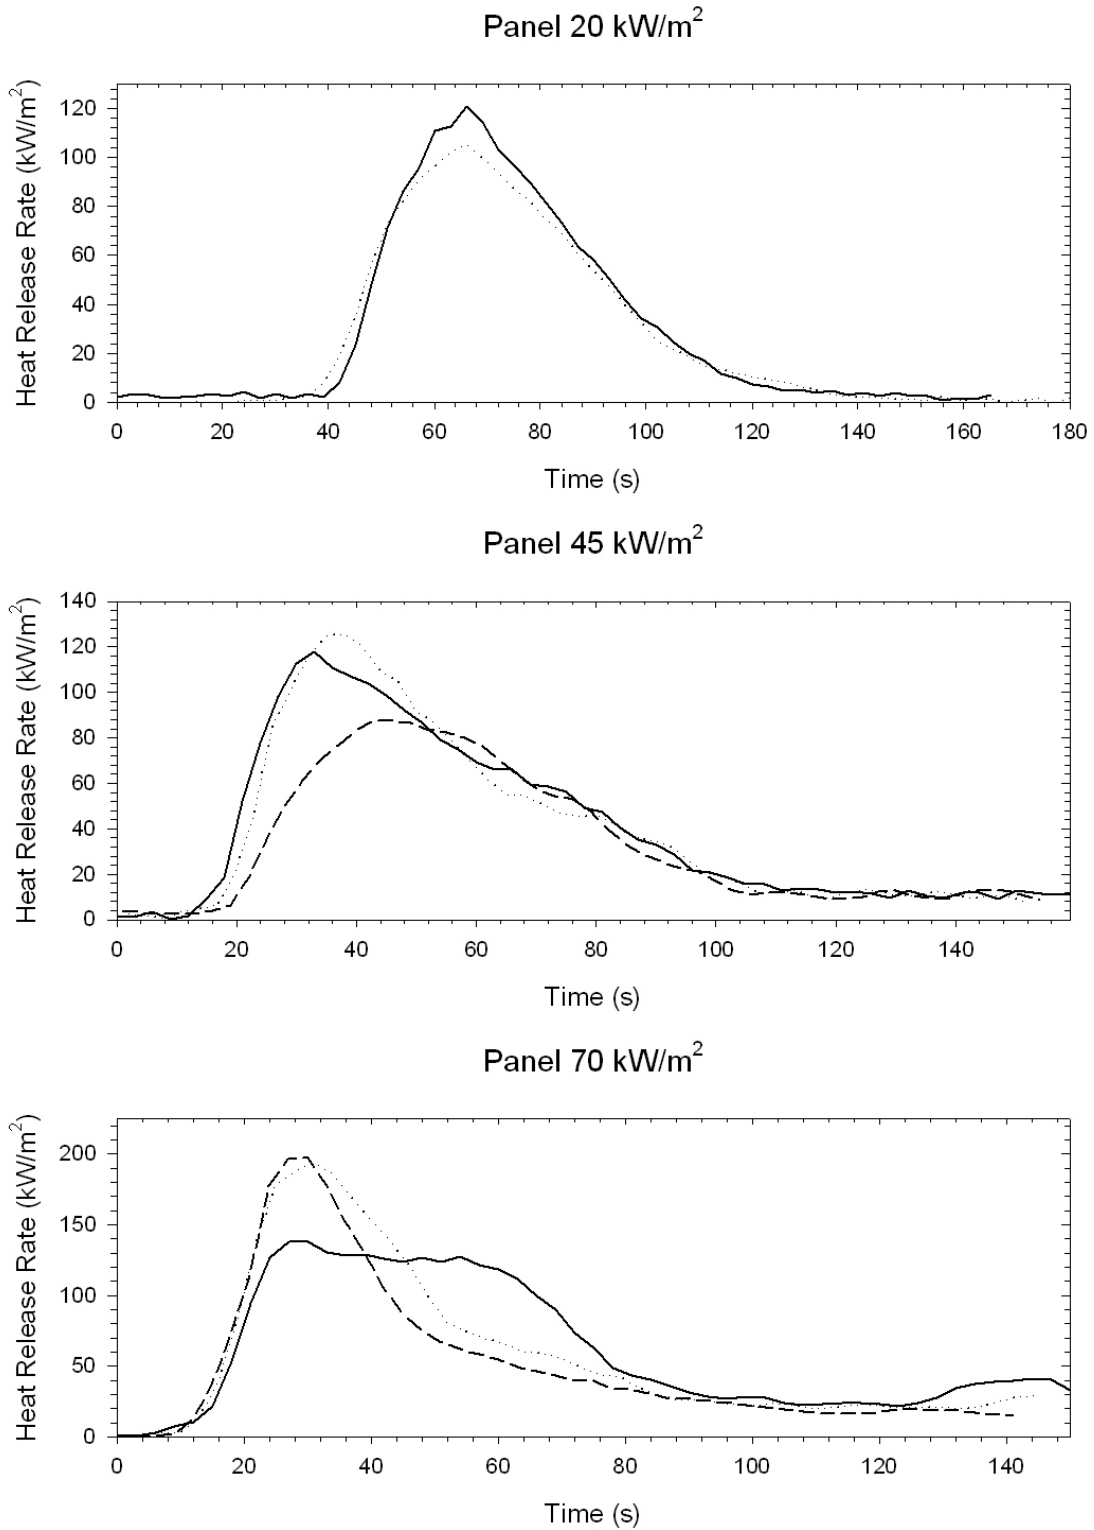 Panel 20 kW/m²
Heat Release Rate (kW/m²)
120
100
80
60
40
20
0
0 20 40 60 80 100 120 140 160 180
Time (s)
Panel 45 kW/m²
Heat Release Rate (kW/m²)
140
120
100
80
60
40
20
0
0 20 40 60 80 100 120 140
Time (s)
Panel 70 kW/m²
Heat Release Rate (kW/m²)
200
150
100
50
0
0 20 40 60 80 100 120 140
Time (s)